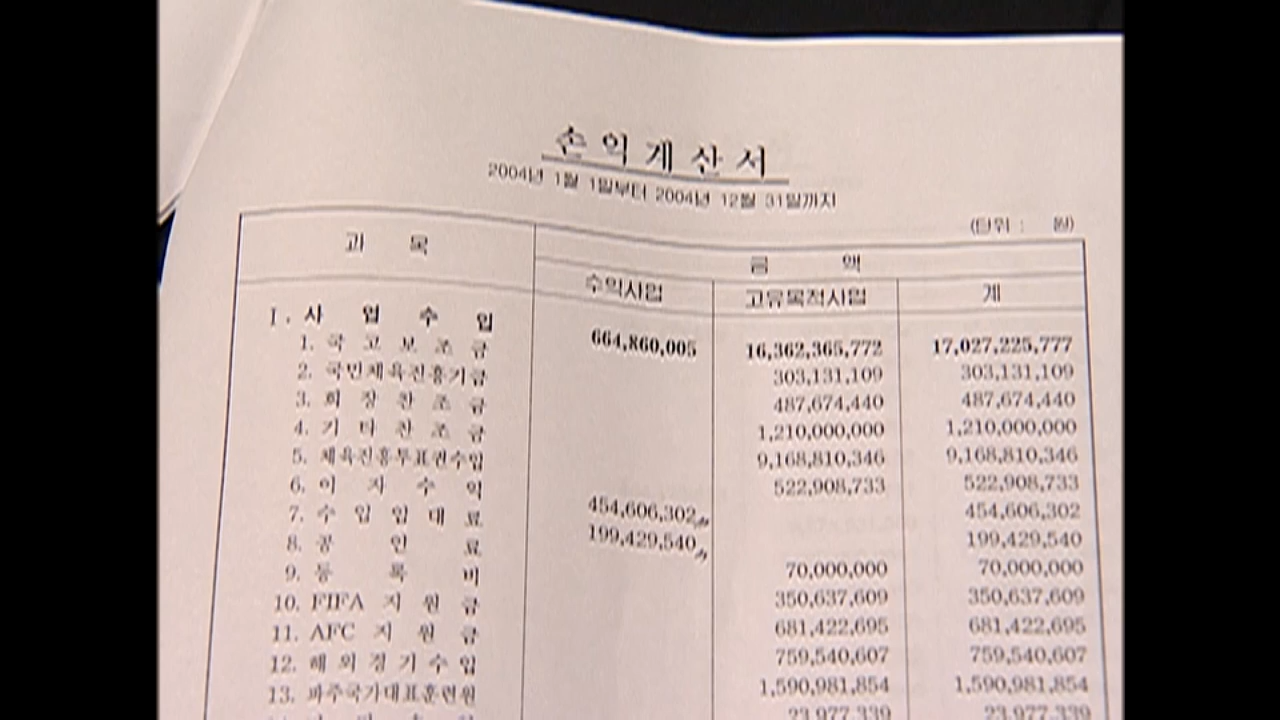 손익계산서
2004년 1월 1일부터 2004년 12월 31일까지
(단위 : 원)
과 목 금 액
수익사업 고유목적사업 계
I. 사 업 수 입 664,860,005 16,362,365,772 17,027,225,777
1. 국 고 보 조 금 303,131,109 303,131,109
2. 국민체육진흥기금 487,674,440 487,674,440
3. 회 장 찬 조 금 1,210,000,000 1,210,000,000
4. 기 타 찬 조 금 9,168,810,346 9,168,810,346
5. 체육진흥투표권수입 522,908,733 522,908,733
6. 이 자 수 익 454,606,302 454,606,302
7. 수 입 임 대 료 199,429,540 199,429,540
8. 공 인 료 70,000,000 70,000,000
9. 등 록 비 350,637,609 350,637,609
10. FIFA 지 원 금 681,422,695 681,422,695
11. AFC 지 원 금 759,540,607 759,540,607
12. 해 외 경 기 수 입 1,590,981,854 1,590,981,854
13. 파주국가대표훈련원 23,977,339 23,977,339